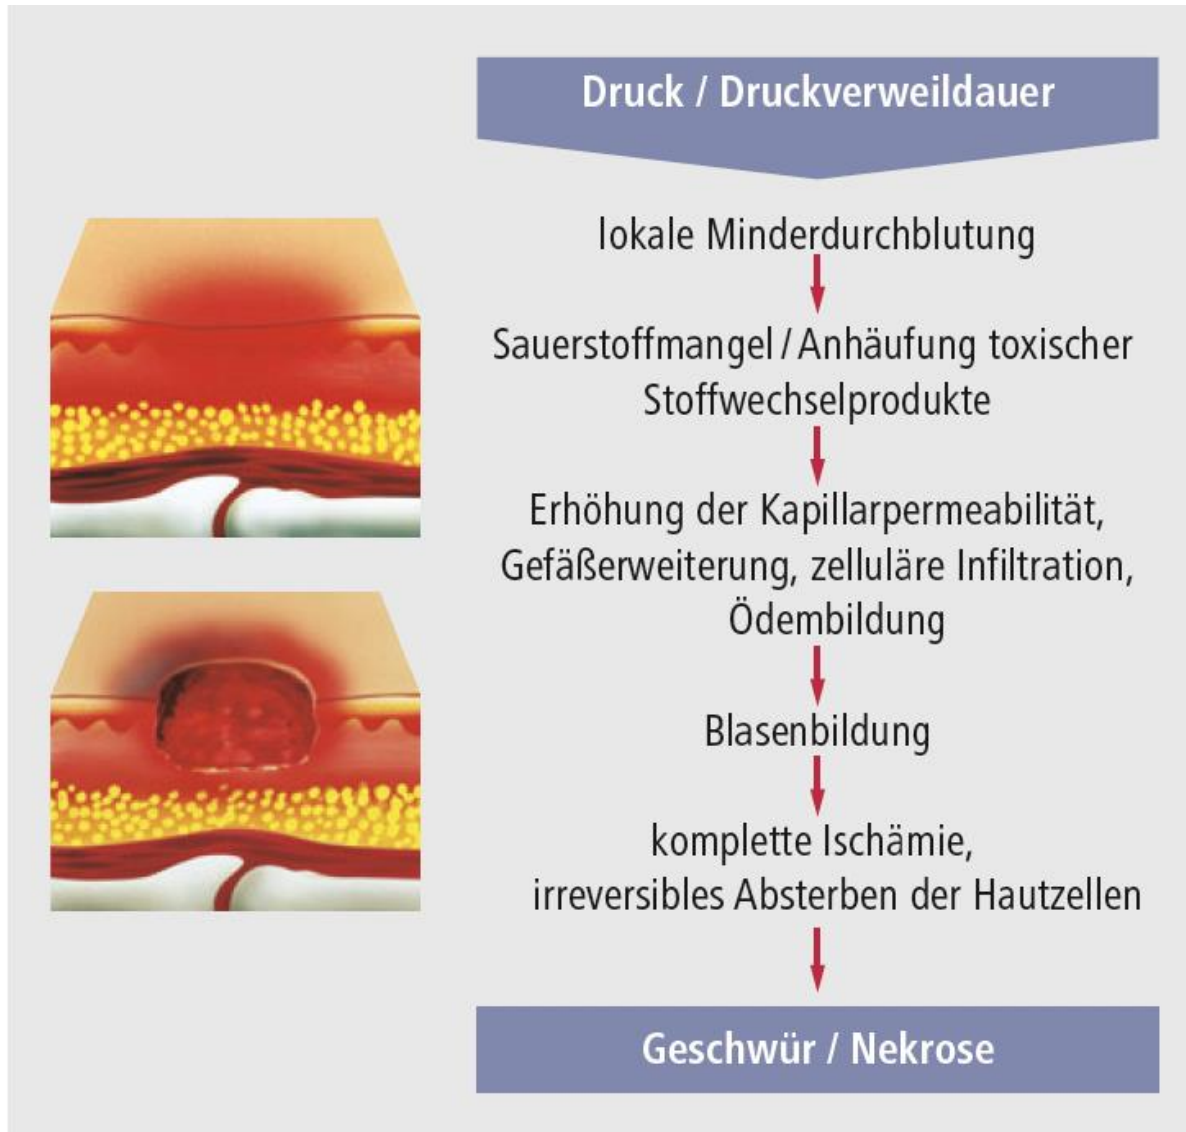 Druck / Druckverweildauer
lokale Minderdurchblutung
Sauerstoffmangel / Anhäufung toxischer
Stoffwechselprodukte
Erhöhung der Kapillarpermeabilität,
Gefäßerweiterung, zelluläre Infiltration,
Ödembildung
Blasenbildung
komplette Ischämie,
irreversibles Absterben der Hautzellen
Geschwür / Nekrose